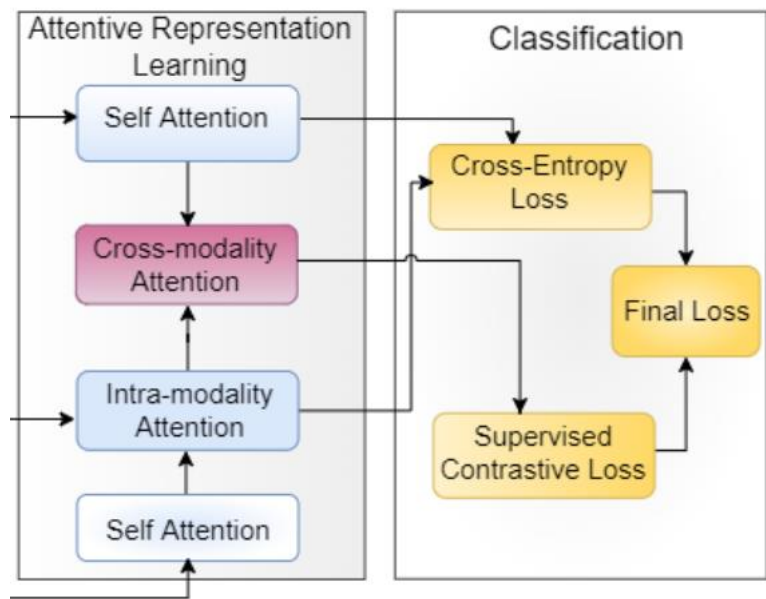 Attentive Representation
Learning
Self Attention
Cross-modality
Attention
Intra-modality
Attention
Self Attention
Classification
Cross-Entropy
Loss
Final Loss
Supervised
Contrastive Loss